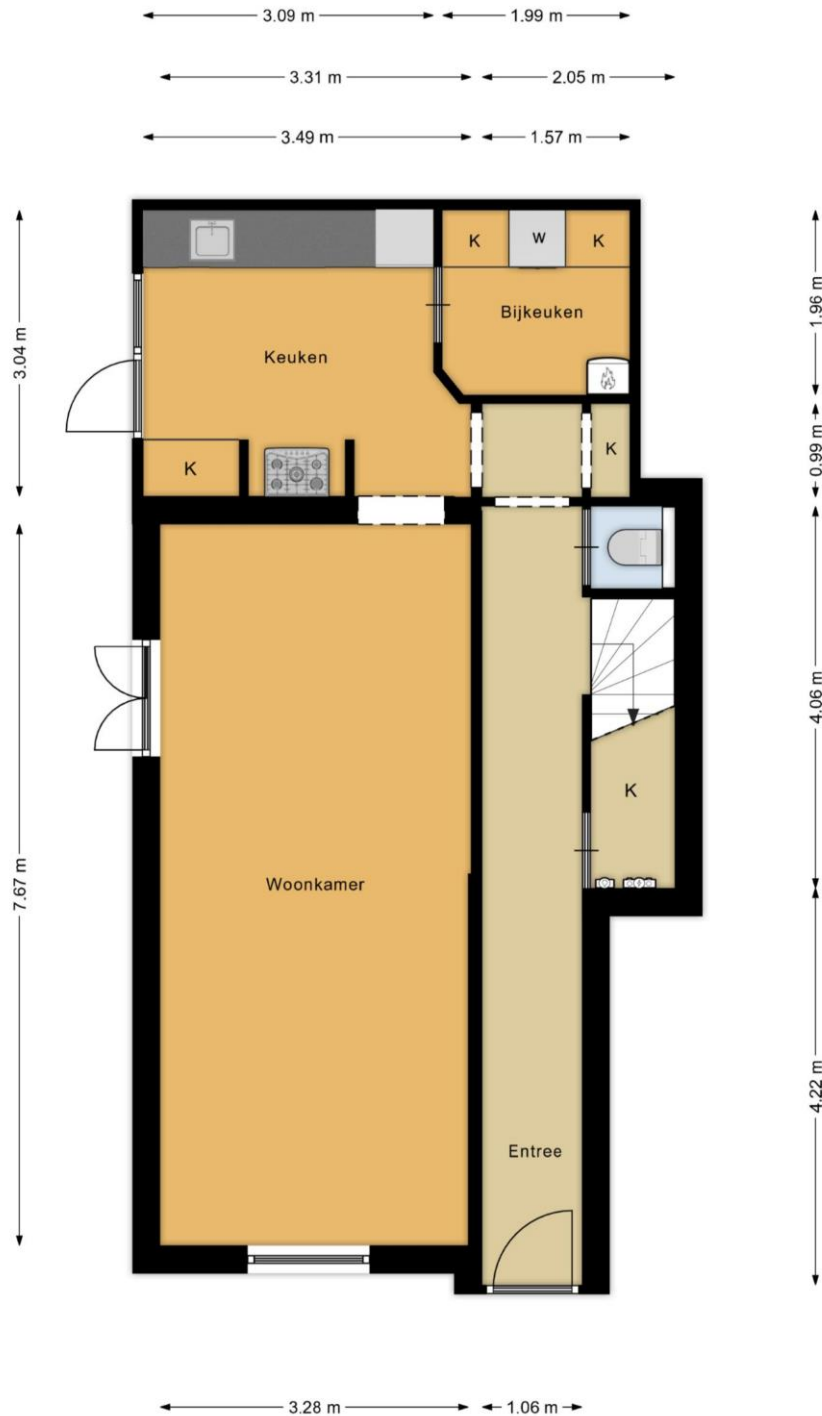 3.09 m
1.99 m
3.31 m
2.05 m
3.49 m
1.57 m
K
W
K
Bijkeuken
Keuken
3.04 m
1.96 m
K
K
0.99 m
4.06 m
K
7.67 m
Woonkamer
4.22 m
Entree
3.28 m
1.06 m